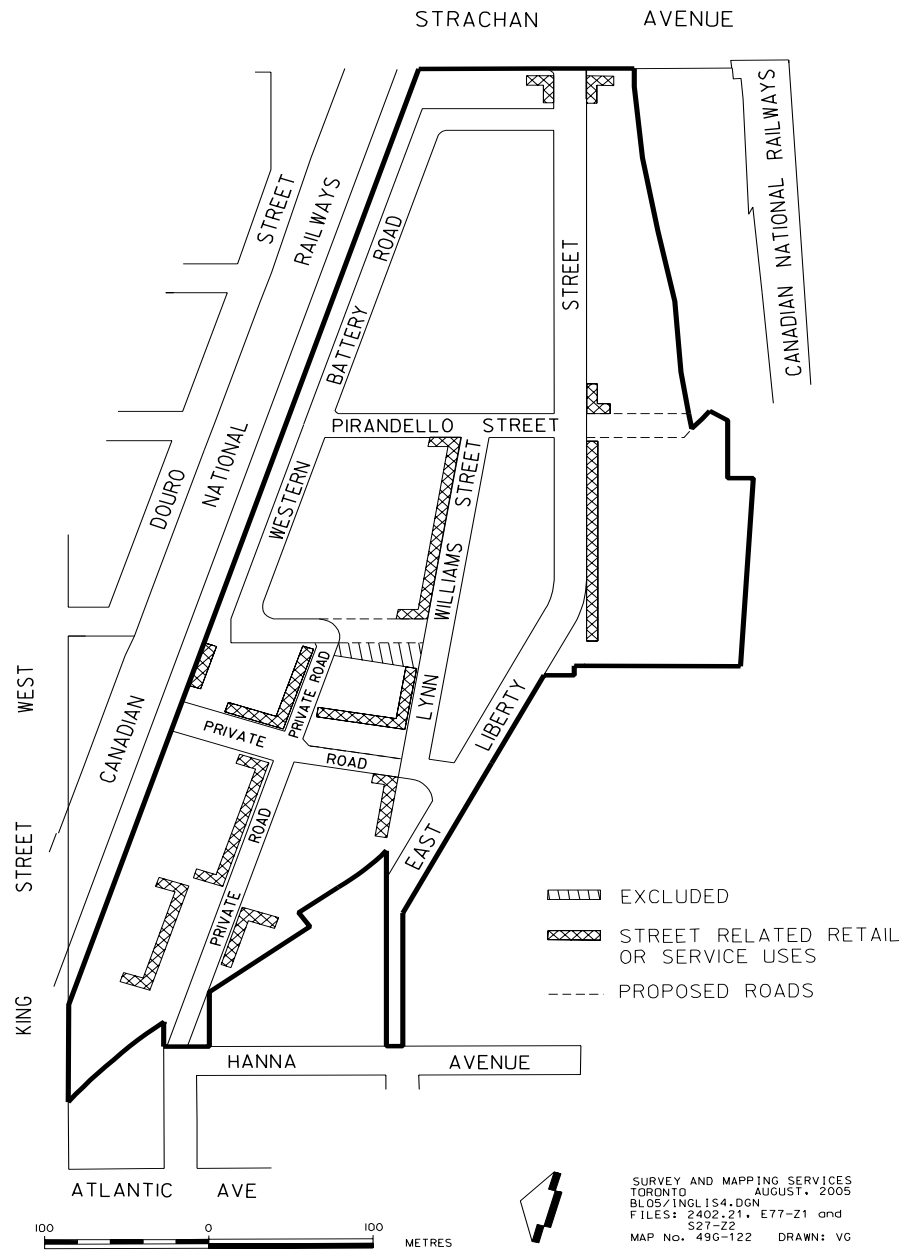 STRACHAN AVENUE
CANADIAN NATIONAL RAILWAYS
STREET
RAILWAYS
ROAD
STREET
BATTERY
PIRANDELLO STREET
NATIONAL
DOURO
WESTERN
STREET
WILLIAMS
WEST
PRIVATE ROAD
LYNN
LIBERTY
CANADIAN
PRIVATE
ROAD
ROAD
STREET
EAST
PRIVATE
EXCLUDED
STREET RELATED RETAIL
OR SERVICE USES
PROPOSED ROADS
KING
HANNA AVENUE
ATLANTIC AVE
100 0 100
METRES
SURVEY AND MAPPING SERVICES
TORONTO AUGUST, 2005
BL05/INGLIS4.DGN
FILES: 2402.21, E77-Z1 and
S27-Z2
MAP No. 49G-122 DRAWN: VG